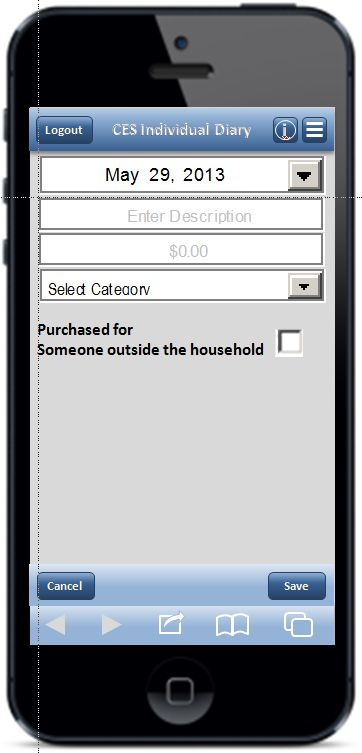 Logout CES Individual Diary
May 29, 2013
Enter Description
$0.00
Select Category
Purchased for
Someone outside the household
Cancel Save